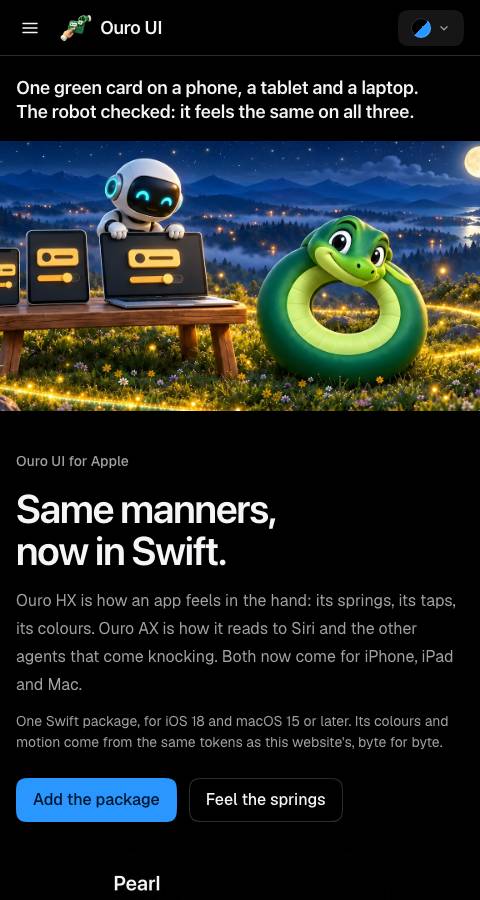 Ouro UI
One green card on a phone, a tablet and a laptop.
The robot checked: it feels the same on all three.
Ouro UI for Apple
Same manners,
now in Swift.
Ouro HX is how an app feels in the hand: its springs, its taps,
its colours. Ouro AX is how it reads to Siri and the other
agents that come knocking. Both now come for iPhone, iPad
and Mac.
One Swift package, for iOS 18 and macOS 15 or later. Its colours and
motion come from the same tokens as this website's, byte for byte.
Add the package
Feel the springs
Pearl